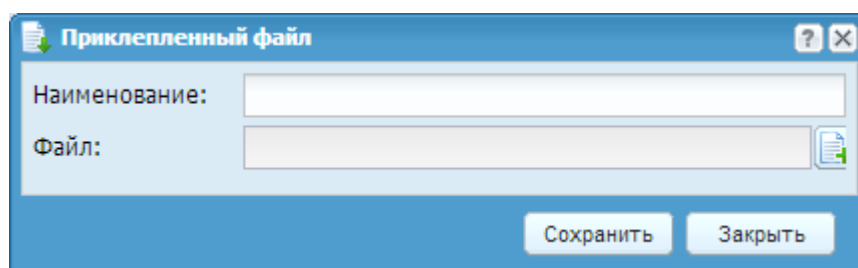 Приклепленный файл
?
Наименование:
Файл:
Сохранить Закрыть